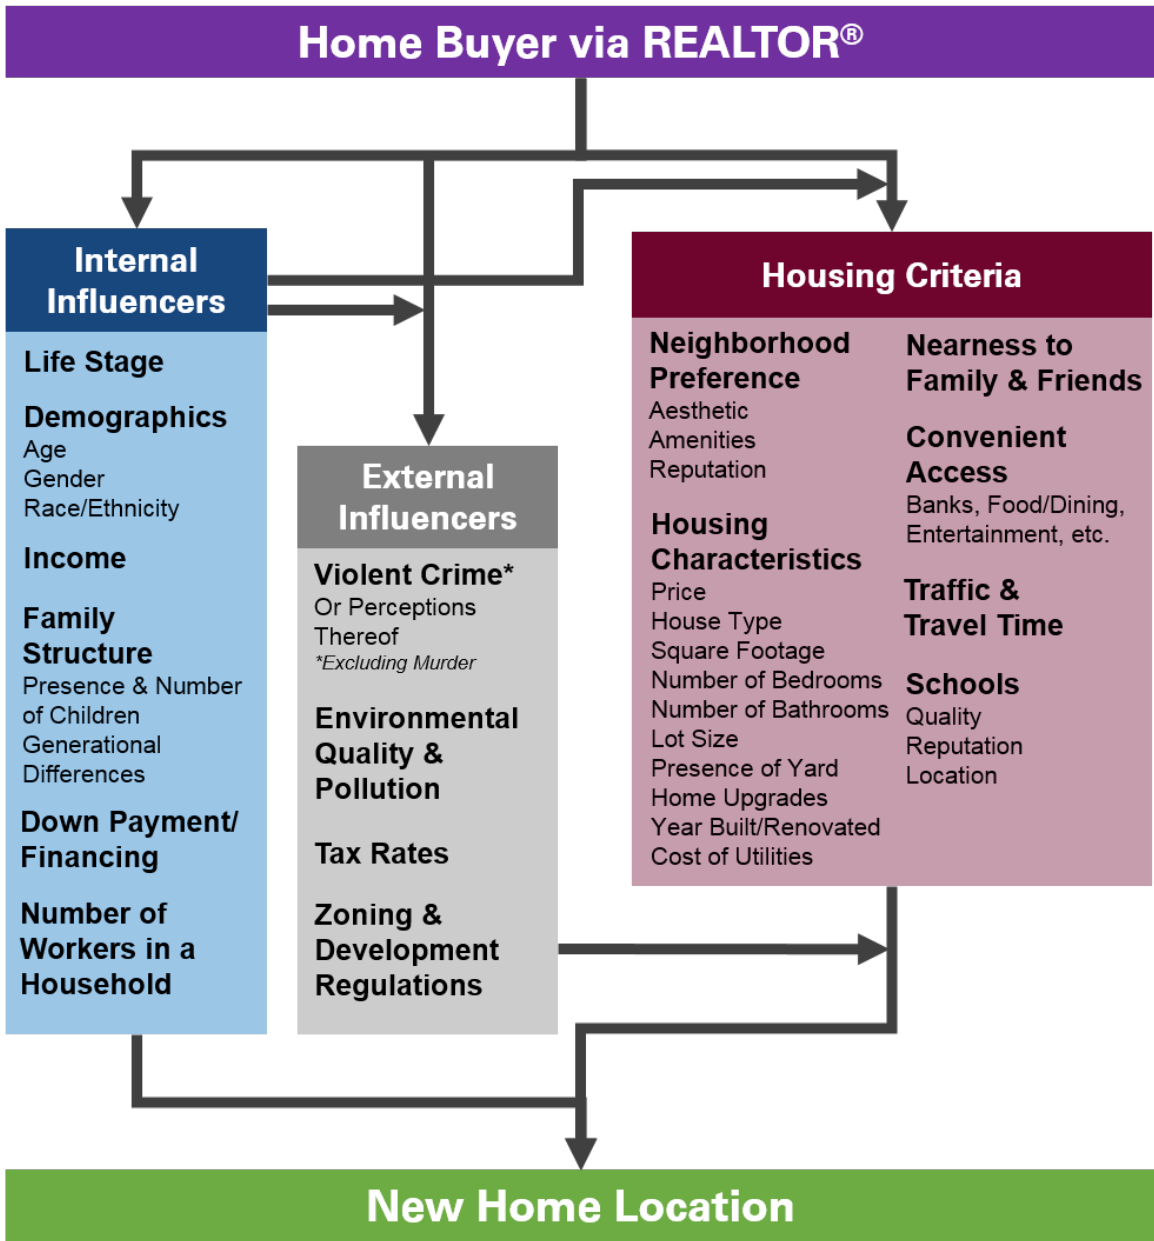 Home Buyer via REALTOR®
Internal
Influencers
Life Stage
Demographics
Age
Gender
Race/Ethnicity
Income
Family
Structure
Presence & Number
of Children
Generational
Differences
Down Payment/
Financing
Number of
Workers in a
Household
External
Influencers
Violent Crime*
Or Perceptions
Thereof
*Excluding Murder
Environmental
Quality &
Pollution
Tax Rates
Zoning &
Development
Regulations
Housing Criteria
Neighborhood
Preference
Aesthetic
Amenities
Reputation
Housing
Characteristics
Price
House Type
Square Footage
Number of Bedrooms
Number of Bathrooms
Lot Size
Presence of Yard
Home Upgrades
Year Built/Renovated
Cost of Utilities
Nearness to
Family & Friends
Convenient
Access
Banks, Food/Dining,
Entertainment, etc.
Traffic &
Travel Time
Schools
Quality
Reputation
Location
New Home Location